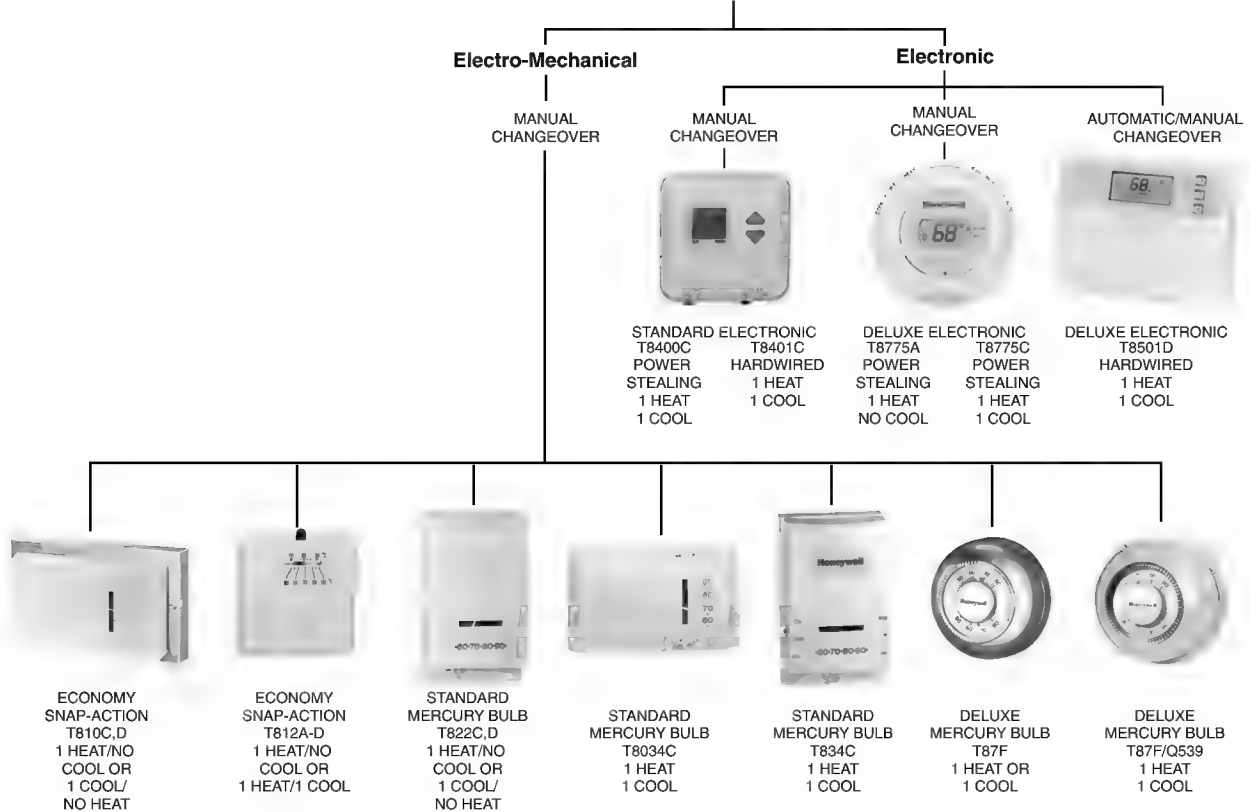 Electro-Mechanical
Electronic
MANUAL
CHANGEOVER
MANUAL
CHANGEOVER
MANUAL
CHANGEOVER
AUTOMATIC/MANUAL
CHANGEOVER
68
68
STANDARD ELECTRONIC
T8400C
POWER
STEALING
1 HEAT
1 COOL
T8401C
HARDWIRED
1 HEAT
1 COOL
DELUXE ELECTRONIC
T8775A
POWER
STEALING
1 HEAT
NO COOL
T8775C
POWER
STEALING
1 HEAT
1 COOL
DELUXE ELECTRONIC
T8501D
HARDWIRED
1 HEAT
1 COOL
80
70
60
60·70·80·90
Honeywell
60·70·80·90
Honeywell
ECONOMY
SNAP-ACTION
T810C,D
1 HEAT/NO
COOL OR
1 COOL/
NO HEAT
ECONOMY
SNAP-ACTION
T812A-D
1 HEAT/NO
COOL OR
1 HEAT/1 COOL
STANDARD
MERCURY BULB
T822C,D
1 HEAT/NO
COOL OR
1 COOL/
NO HEAT
STANDARD
MERCURY BULB
T8034C
1 HEAT
1 COOL
STANDARD
MERCURY BULB
T834C
1 HEAT
1 COOL
DELUXE
MERCURY BULB
T87F
1 HEAT OR
1 COOL
DELUXE
MERCURY BULB
T87F/Q539
1 HEAT
1 COOL